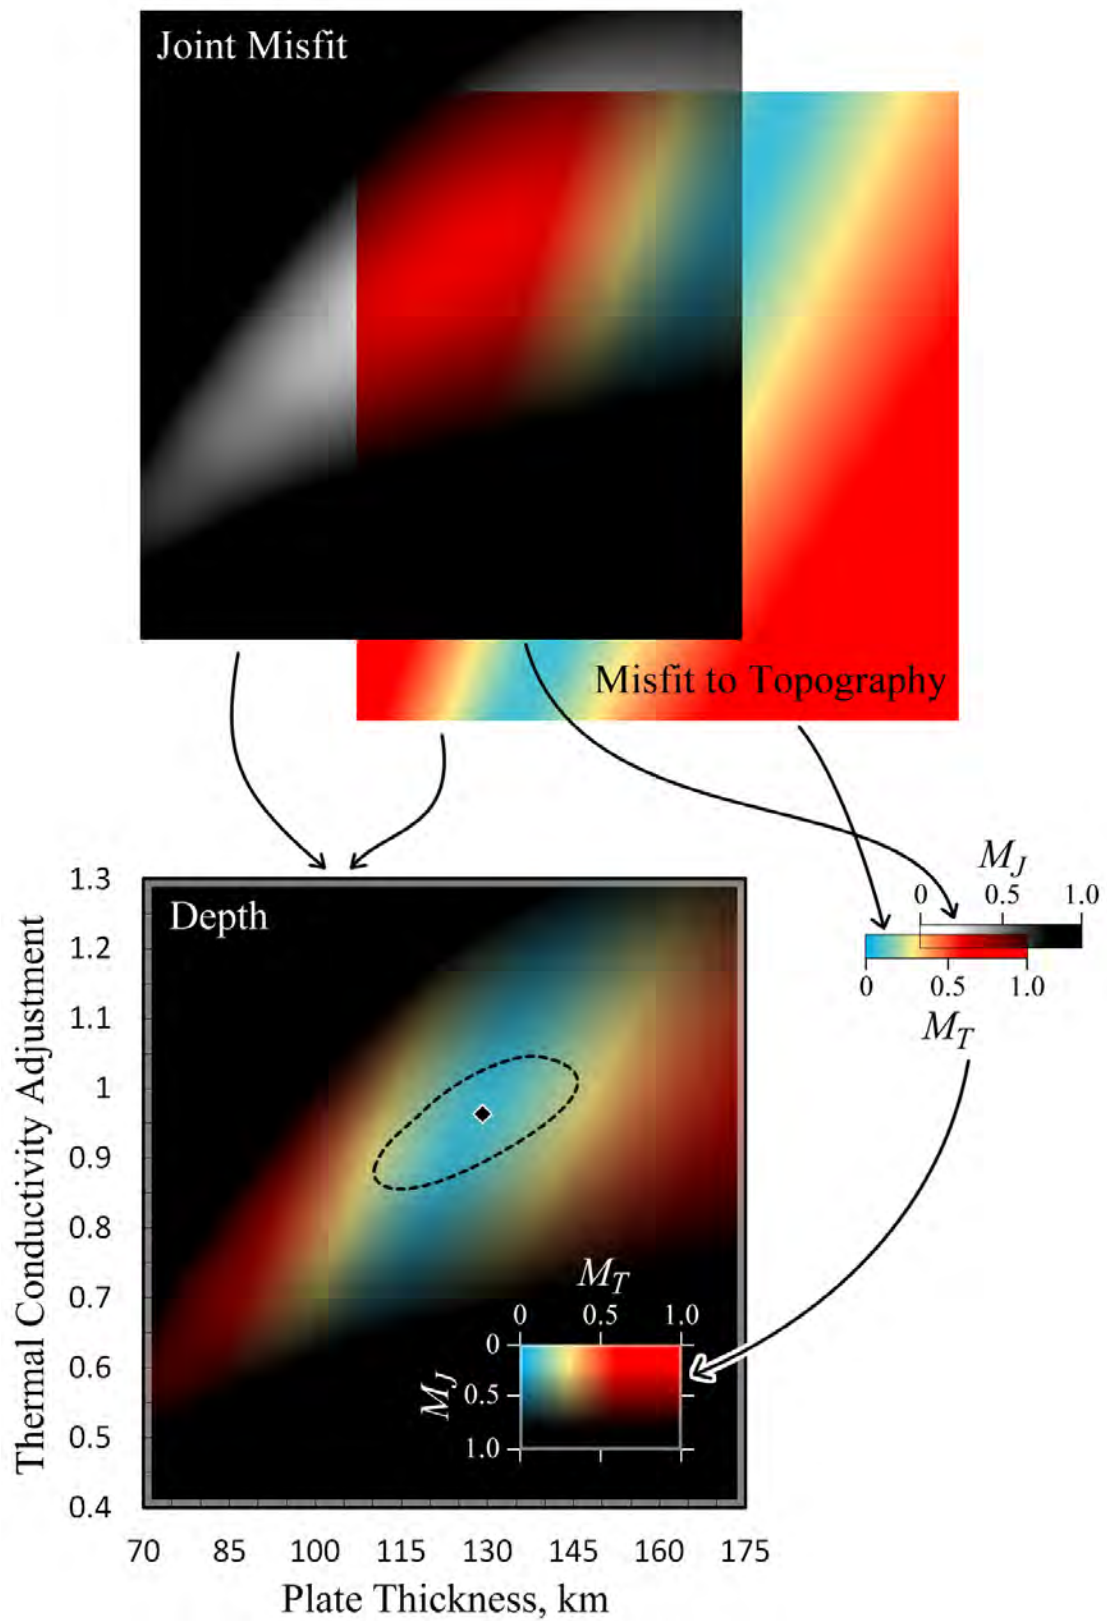 Joint Misfit
Misfit to Topography
M_J
0 0.5 1.0
0 0.5 1.0
M_T
Depth
Thermal Conductivity Adjustment
1.3
1.2
1.1
1
0.9
0.8
0.7
0.6
0.5
0.4
M_T
0 0.5 1.0
M_J
0
0.5
1.0
70 85 100 115 130 145 160 175
Plate Thickness, km